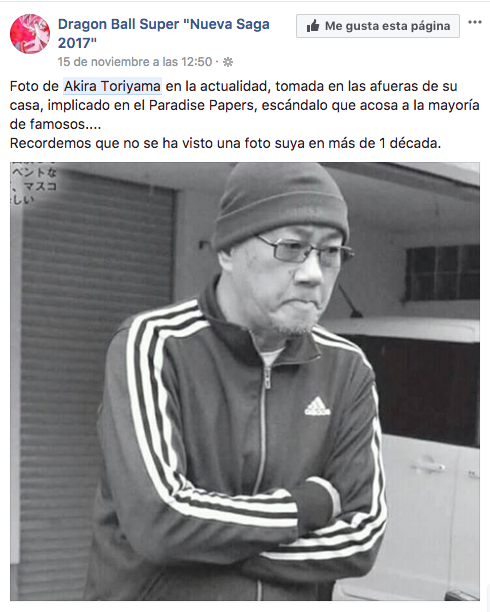 Dragon Ball Super "Nueva Saga
2017"
Me gusta esta página
15 de noviembre a las 12:50 ·
Foto de Akira Toriyama en la actualidad, tomada en las afueras de su
casa, implicado en el Paradise Papers, escándalo que acosa a la mayoría
de famosos....
Recordemos que no se ha visto una foto suya en más de 1 década.
ベントな
、マスコ
しい
adidas